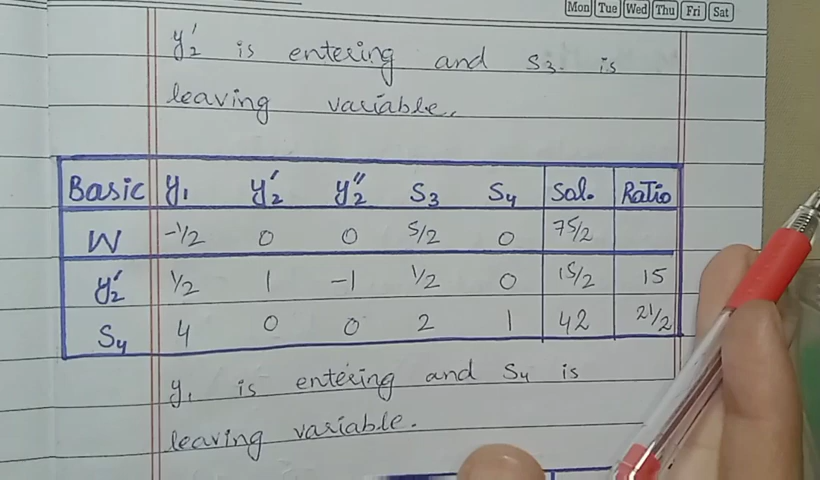 Mon Tue Wed Thu Fri Sat
y₂′ is entering and S₃. is
leaving variable.
Basic y₁ y₂′ y₂″ S₃ S₄ Sol. Ratio
W -1/2 0 0 5/2 0 75/2
y₂′ 1/2 1 -1 1/2 0 15/2 15
S₄ 4 0 0 2 1 42 21/2
y₁ is entering and S₄ is
leaving variable.